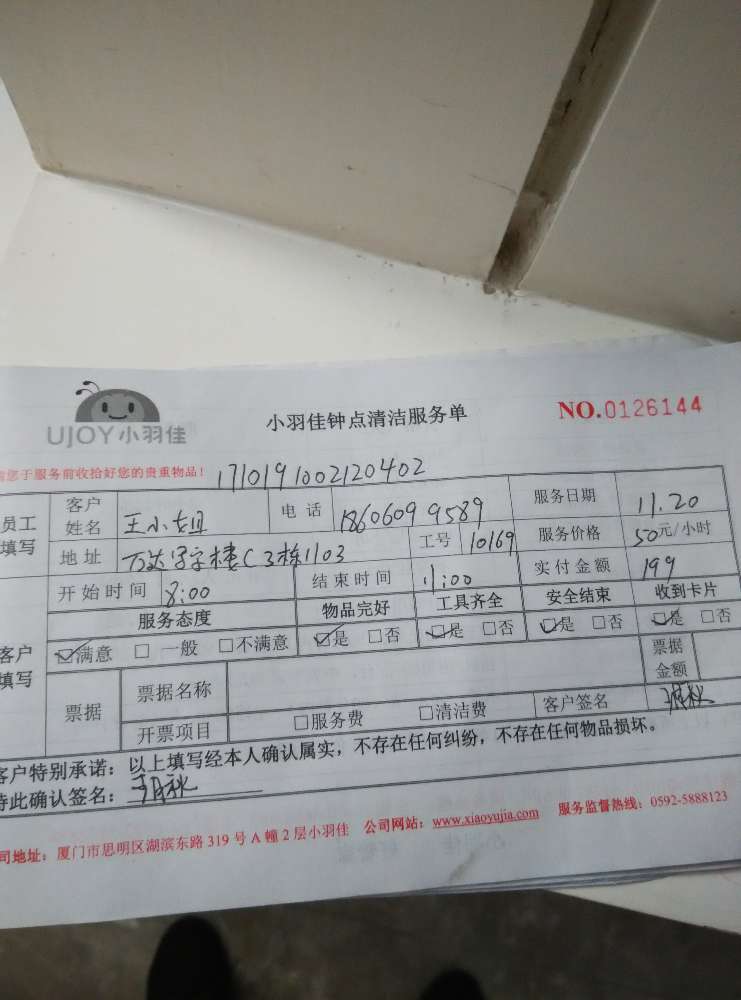 UJOY小羽佳
小羽佳钟点清洁服务单
NO.0126144
您于服务前收拾好您的贵重物品!
1710191002120402
员工填写
客户姓名 王小姐 电话 18606099589 服务日期 11.20
地址 万达写字楼C3栋1103 工号 10169 服务价格 50元/小时
开始时间 8:00 结束时间 11:00 实付金额 199
客户填写
服务态度 物品完好 工具齐全 安全结束 收到卡片
☑满意 □一般 □不满意 ☑是 □否 ☑是 □否 ☑是 □否 ☑是 □否
票据 票据名称 票据金额
开票项目 □服务费 □清洁费 客户签名
客户特别承诺:以上填写经本人确认属实,不存在任何纠纷,不存在任何物品损坏。
特此确认签名:
司地址:厦门市思明区湖滨东路319号A幢2层小羽佳 公司网站:www.xiaoyujia.com 服务监督热线:0592-5888123